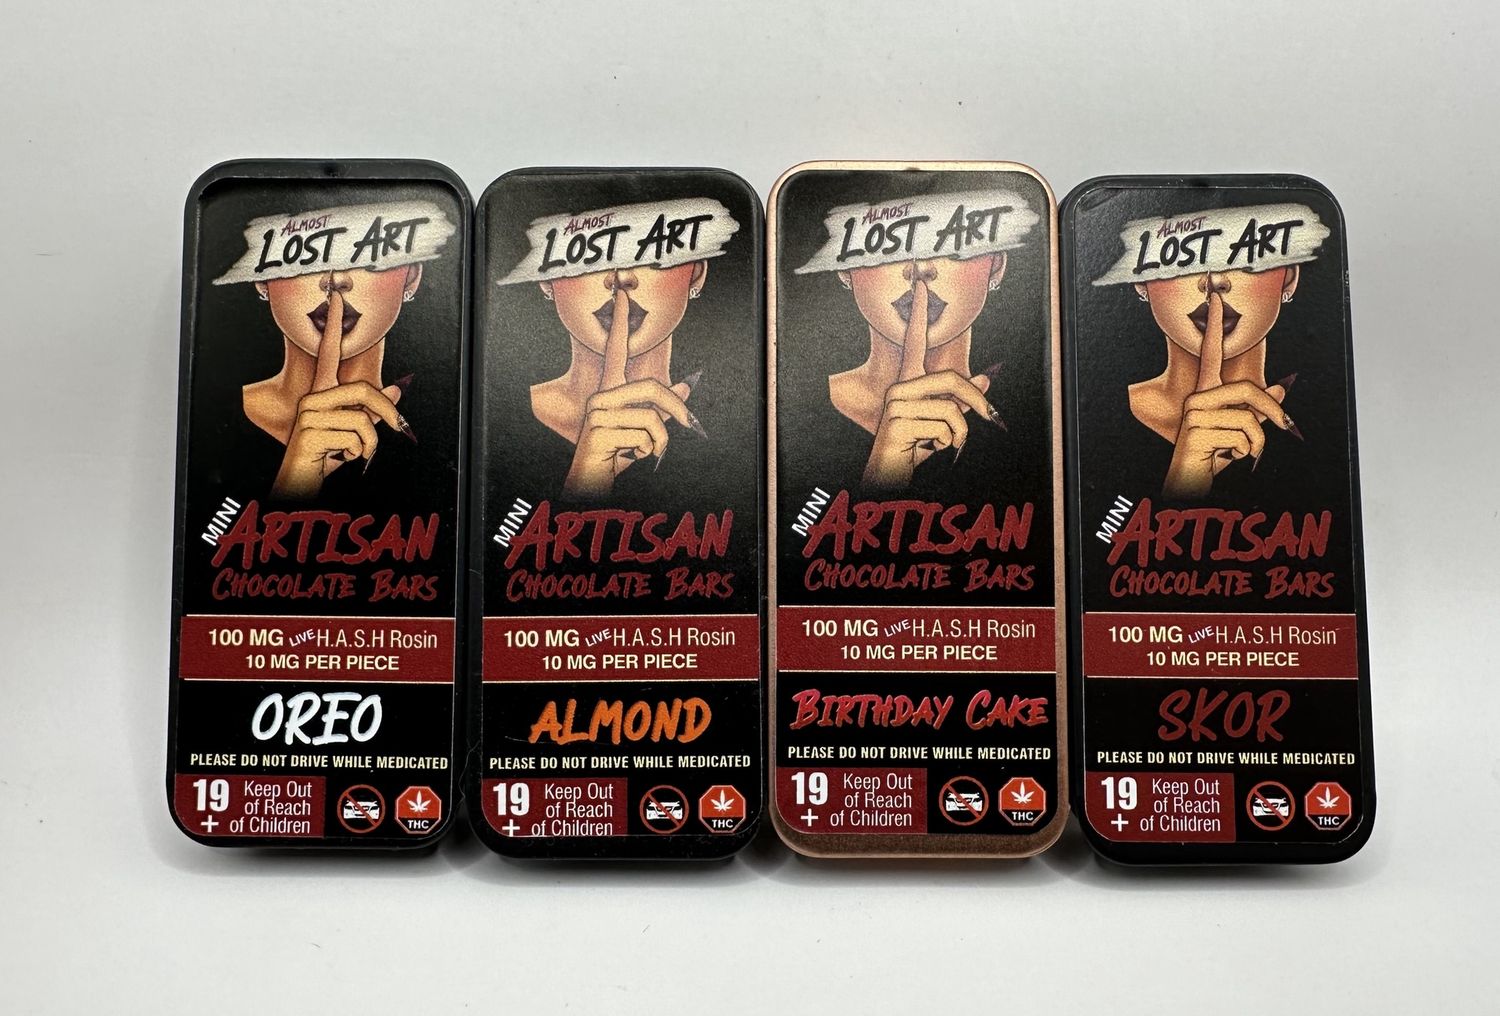 ALMOST
LOST ART
MINI
ARTISAN
CHOCOLATE BARS
100 MG LIVE H.A.S.H Rosin
10 MG PER PIECE
OREO
PLEASE DO NOT DRIVE WHILE MEDICATED
19
+
Keep Out
of Reach
of Children
THC
ALMOST
LOST ART
MINI
ARTISAN
CHOCOLATE BARS
100 MG LIVE H.A.S.H Rosin
10 MG PER PIECE
ALMOND
PLEASE DO NOT DRIVE WHILE MEDICATED
19
+
Keep Out
of Reach
of Children
THC
ALMOST
LOST ART
MINI
ARTISAN
CHOCOLATE BARS
100 MG LIVE H.A.S.H Rosin
10 MG PER PIECE
BIRTHDAY CAKE
PLEASE DO NOT DRIVE WHILE MEDICATED
19
+
Keep Out
of Reach
of Children
THC
ALMOST
LOST ART
MINI
ARTISAN
CHOCOLATE BARS
100 MG LIVE H.A.S.H Rosin
10 MG PER PIECE
SKOR
PLEASE DO NOT DRIVE WHILE MEDICATED
19
+
Keep Out
of Reach
of Children
THC